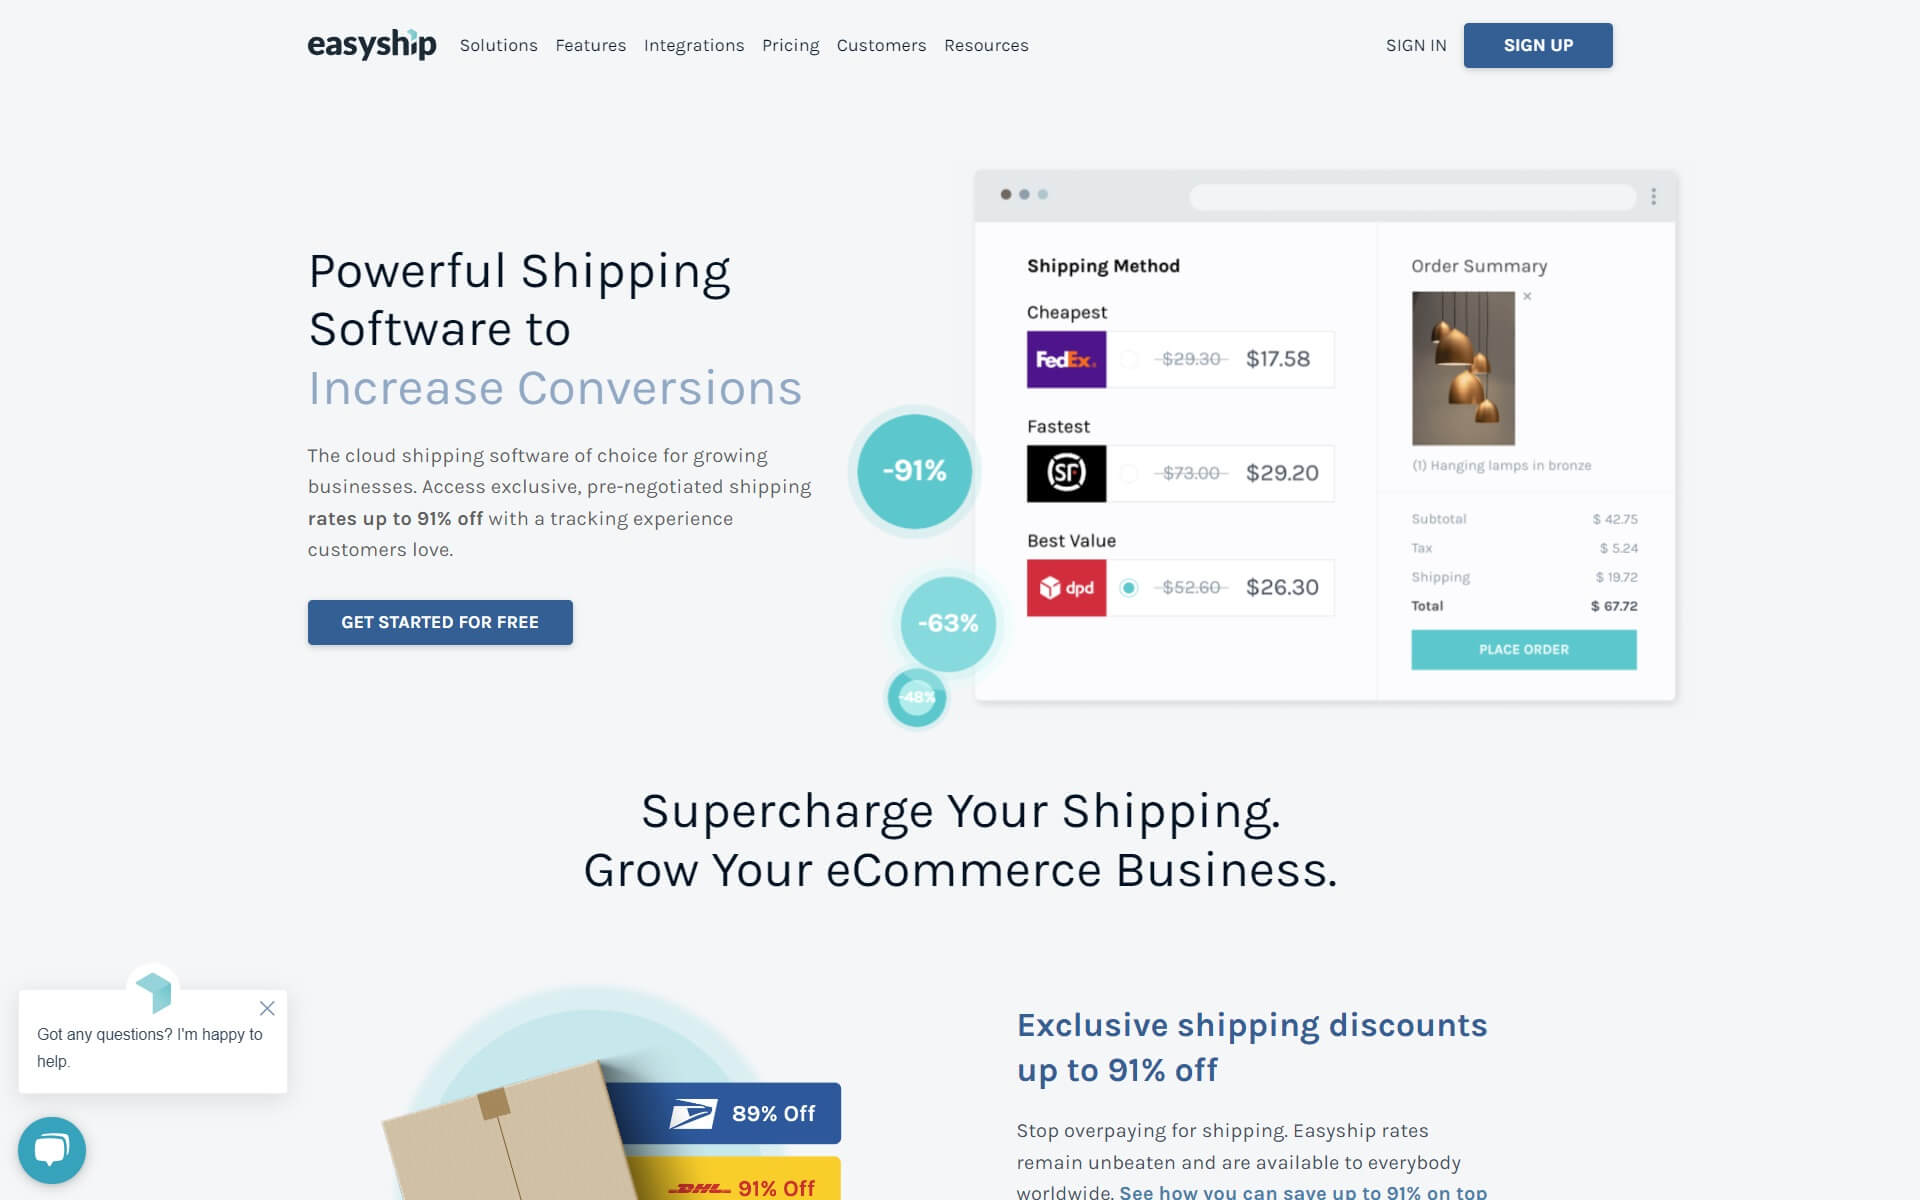 easyship Solutions Features Integrations Pricing Customers Resources SIGN IN SIGN UP
Powerful Shipping
Software to
Increase Conversions
The cloud shipping software of choice for growing
businesses. Access exclusive, pre-negotiated shipping
rates up to 91% off with a tracking experience
customers love.
GET STARTED FOR FREE
-91%
-63%
-48%
Shipping Method
Cheapest
FedEx $29.30 $17.58
Fastest
SF $73.00 $29.20
Best Value
dpd $52.60 $26.30
Order Summary
(1) Hanging lamps in bronze
Subtotal $ 42.75
Tax $ 5.24
Shipping $ 19.72
Total $ 67.72
PLACE ORDER
Supercharge Your Shipping.
Grow Your eCommerce Business.
89% Off
DHL 91% Off
Exclusive shipping discounts
up to 91% off
Stop overpaying for shipping. Easyship rates
remain unbeaten and are available to everybody
worldwide. See how you can save up to 91% on top
Got any questions? I'm happy to
help.